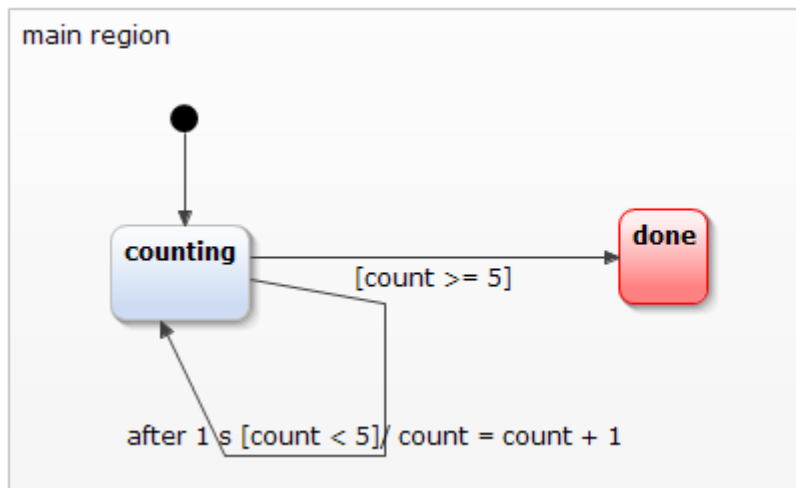 main region
counting
done
[count >= 5]
after 1 s [count < 5]/ count = count + 1